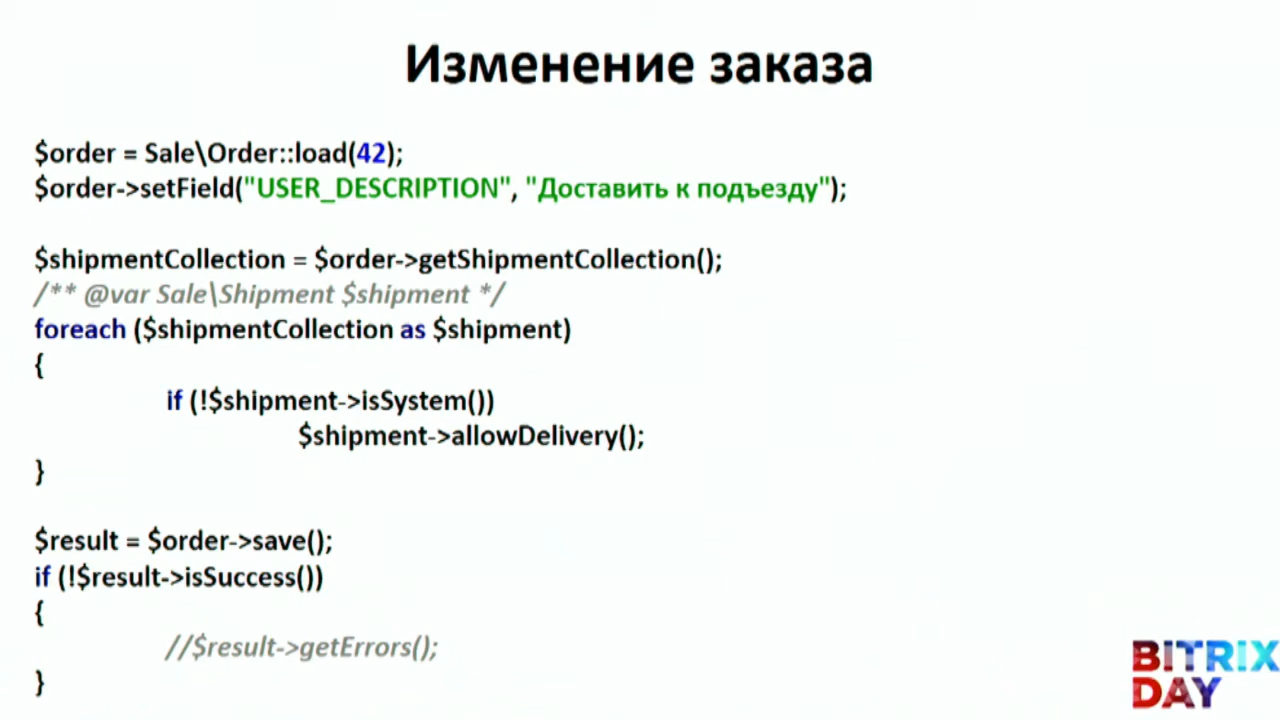 Изменение заказа
$order = Sale\Order::load(42);
$order->setField("USER_DESCRIPTION", "Доставить к подъезду");
$shipmentCollection = $order->getShipmentCollection();
/** @var Sale\Shipment $shipment */
foreach ($shipmentCollection as $shipment)
{
if (!$shipment->isSystem())
$shipment->allowDelivery();
}
$result = $order->save();
if (!$result->isSuccess())
{
//$result->getErrors();
}
BITRIX
DAY